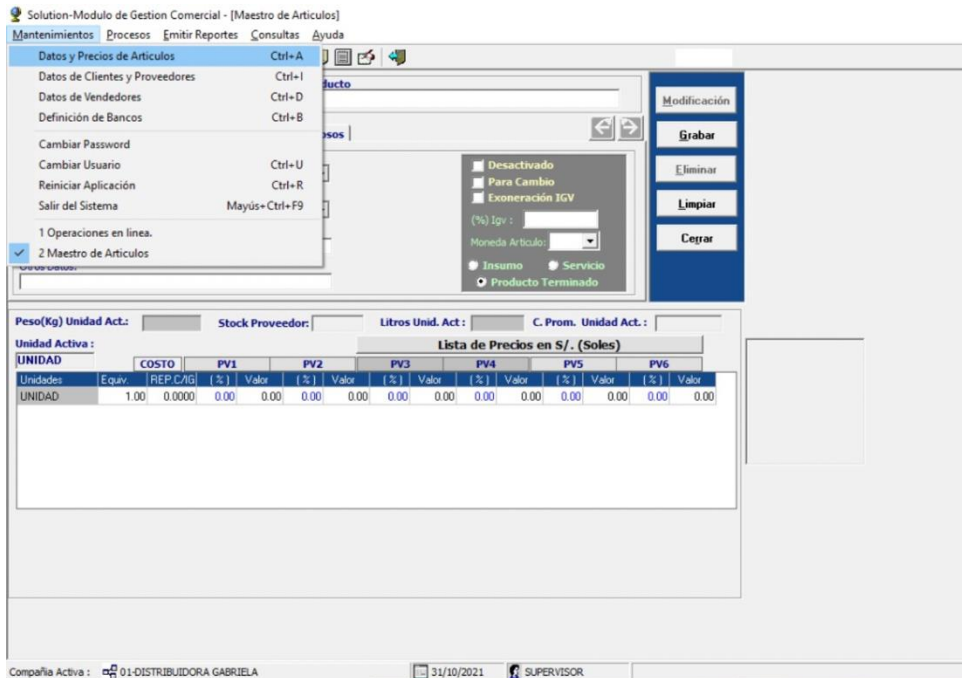 Solution-Modulo de Gestion Comercial - [Maestro de Articulos]
Mantenimientos Procesos Emitir Reportes Consultas Ayuda
Datos y Precios de Articulos Ctrl+A
Datos de Clientes y Proveedores Ctrl+I
Datos de Vendedores Ctrl+D
Definición de Bancos Ctrl+B
Cambiar Password
Cambiar Usuario Ctrl+U
Reiniciar Aplicación Ctrl+R
Salir del Sistema Mayús+Ctrl+F9
1 Operaciones en linea.
2 Maestro de Articulos
Otros Datos:
ducto
osos
Desactivado
Para Cambio
Exoneración IGV
(%) Igv :
Moneda Articulo:
Insumo Servicio
Producto Terminado
Modificación
Grabar
Eliminar
Limpiar
Cerrar
Peso(Kg) Unidad Act.: Stock Proveedor: Litros Unid. Act : C. Prom. Unidad Act. :
Unidad Activa : Lista de Precios en S/. (Soles)
UNIDAD COSTO PV1 PV2 PV3 PV4 PV5 PV6
Unidades Equiv. REP.C/IG (%) Valor (%) Valor (%) Valor (%) Valor (%) Valor (%) Valor
UNIDAD 1.00 0.0000 0.00 0.00 0.00 0.00 0.00 0.00 0.00 0.00 0.00 0.00 0.00 0.00
Compañia Activa : 01-DISTRIBUIDORA GABRIELA 31/10/2021 SUPERVISOR